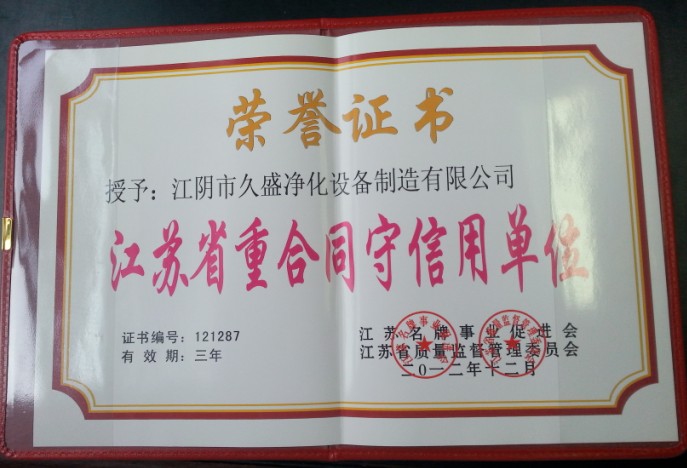 荣誉证书
授予：江阴市久盛净化设备制造有限公司
江苏省重合同守信用单位
证书编号：121287
有效期：三年
江苏名牌事业促进会
江苏省质量监督管理委员会
二〇一二年十二月